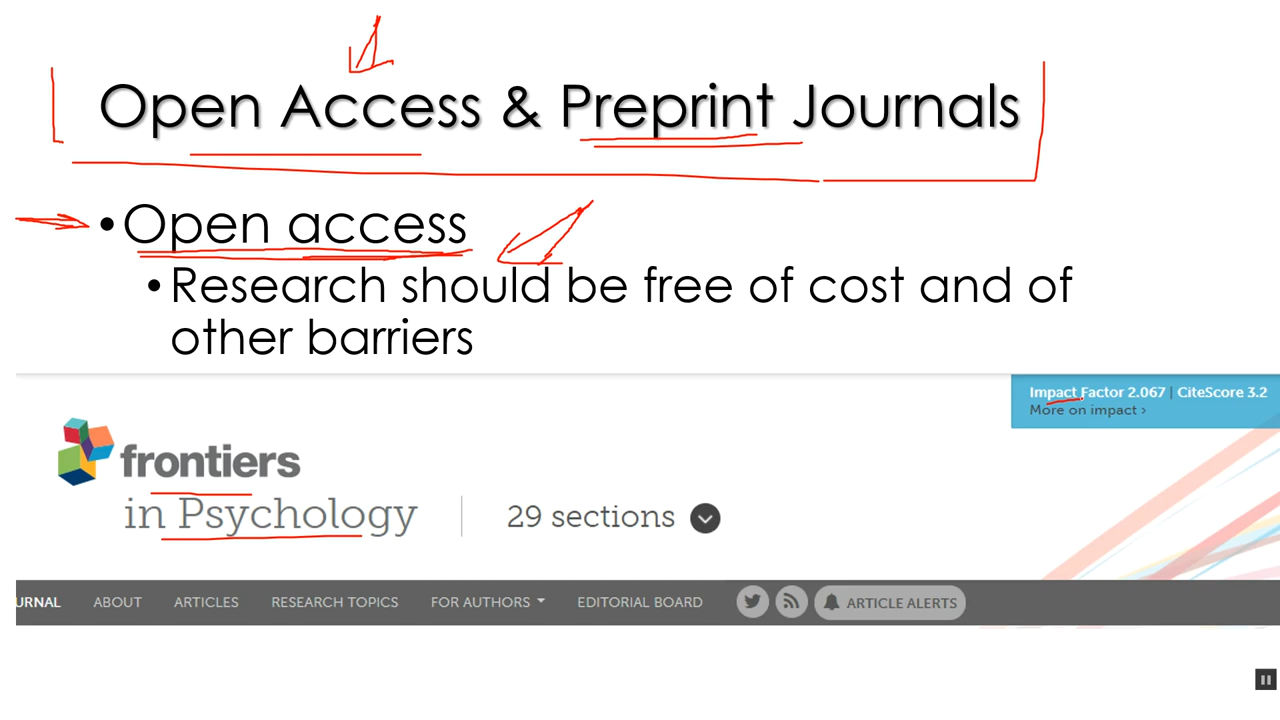 Open Access & Preprint Journals
•Open access
•Research should be free of cost and of
other barriers
Impact Factor 2.067 | CiteScore 3.2
More on impact ›
frontiers
in Psychology
29 sections
URNAL ABOUT ARTICLES RESEARCH TOPICS FOR AUTHORS EDITORIAL BOARD ARTICLE ALERTS